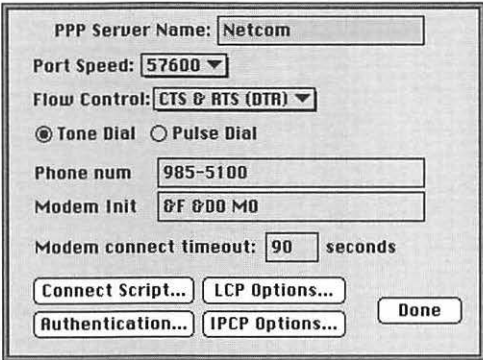 PPP Server Name: Netcom
Port Speed: 57600
Flow Control: CTS & RTS (DTR)
Tone Dial Pulse Dial
Phone num 985-5100
Modem Init &F &D0 M0
Modem connect timeout: 90 seconds
Connect Script... LCP Options...
Done
Authentication... IPCP Options...